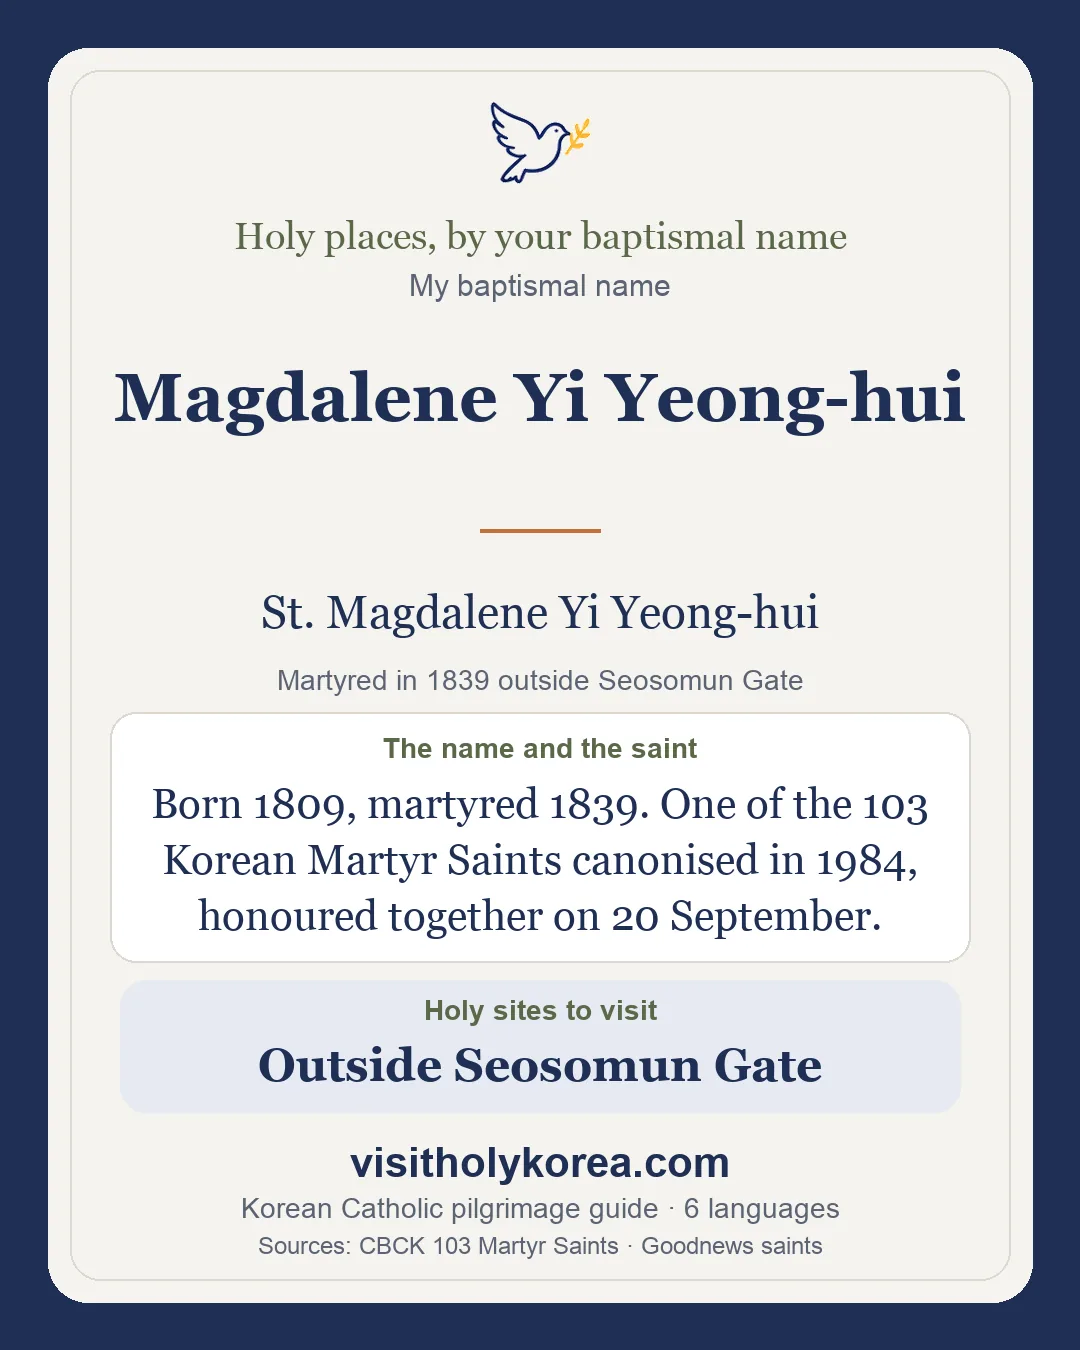 Holy places, by your baptismal name
My baptismal name
Magdalene Yi Yeong-hui
St. Magdalene Yi Yeong-hui
Martyred in 1839 outside Seosomun Gate
The name and the saint
Born 1809, martyred 1839. One of the 103
Korean Martyr Saints canonised in 1984,
honoured together on 20 September.
Holy sites to visit
Outside Seosomun Gate
visitholykorea.com
Korean Catholic pilgrimage guide · 6 languages
Sources: CBCK 103 Martyr Saints · Goodnews saints